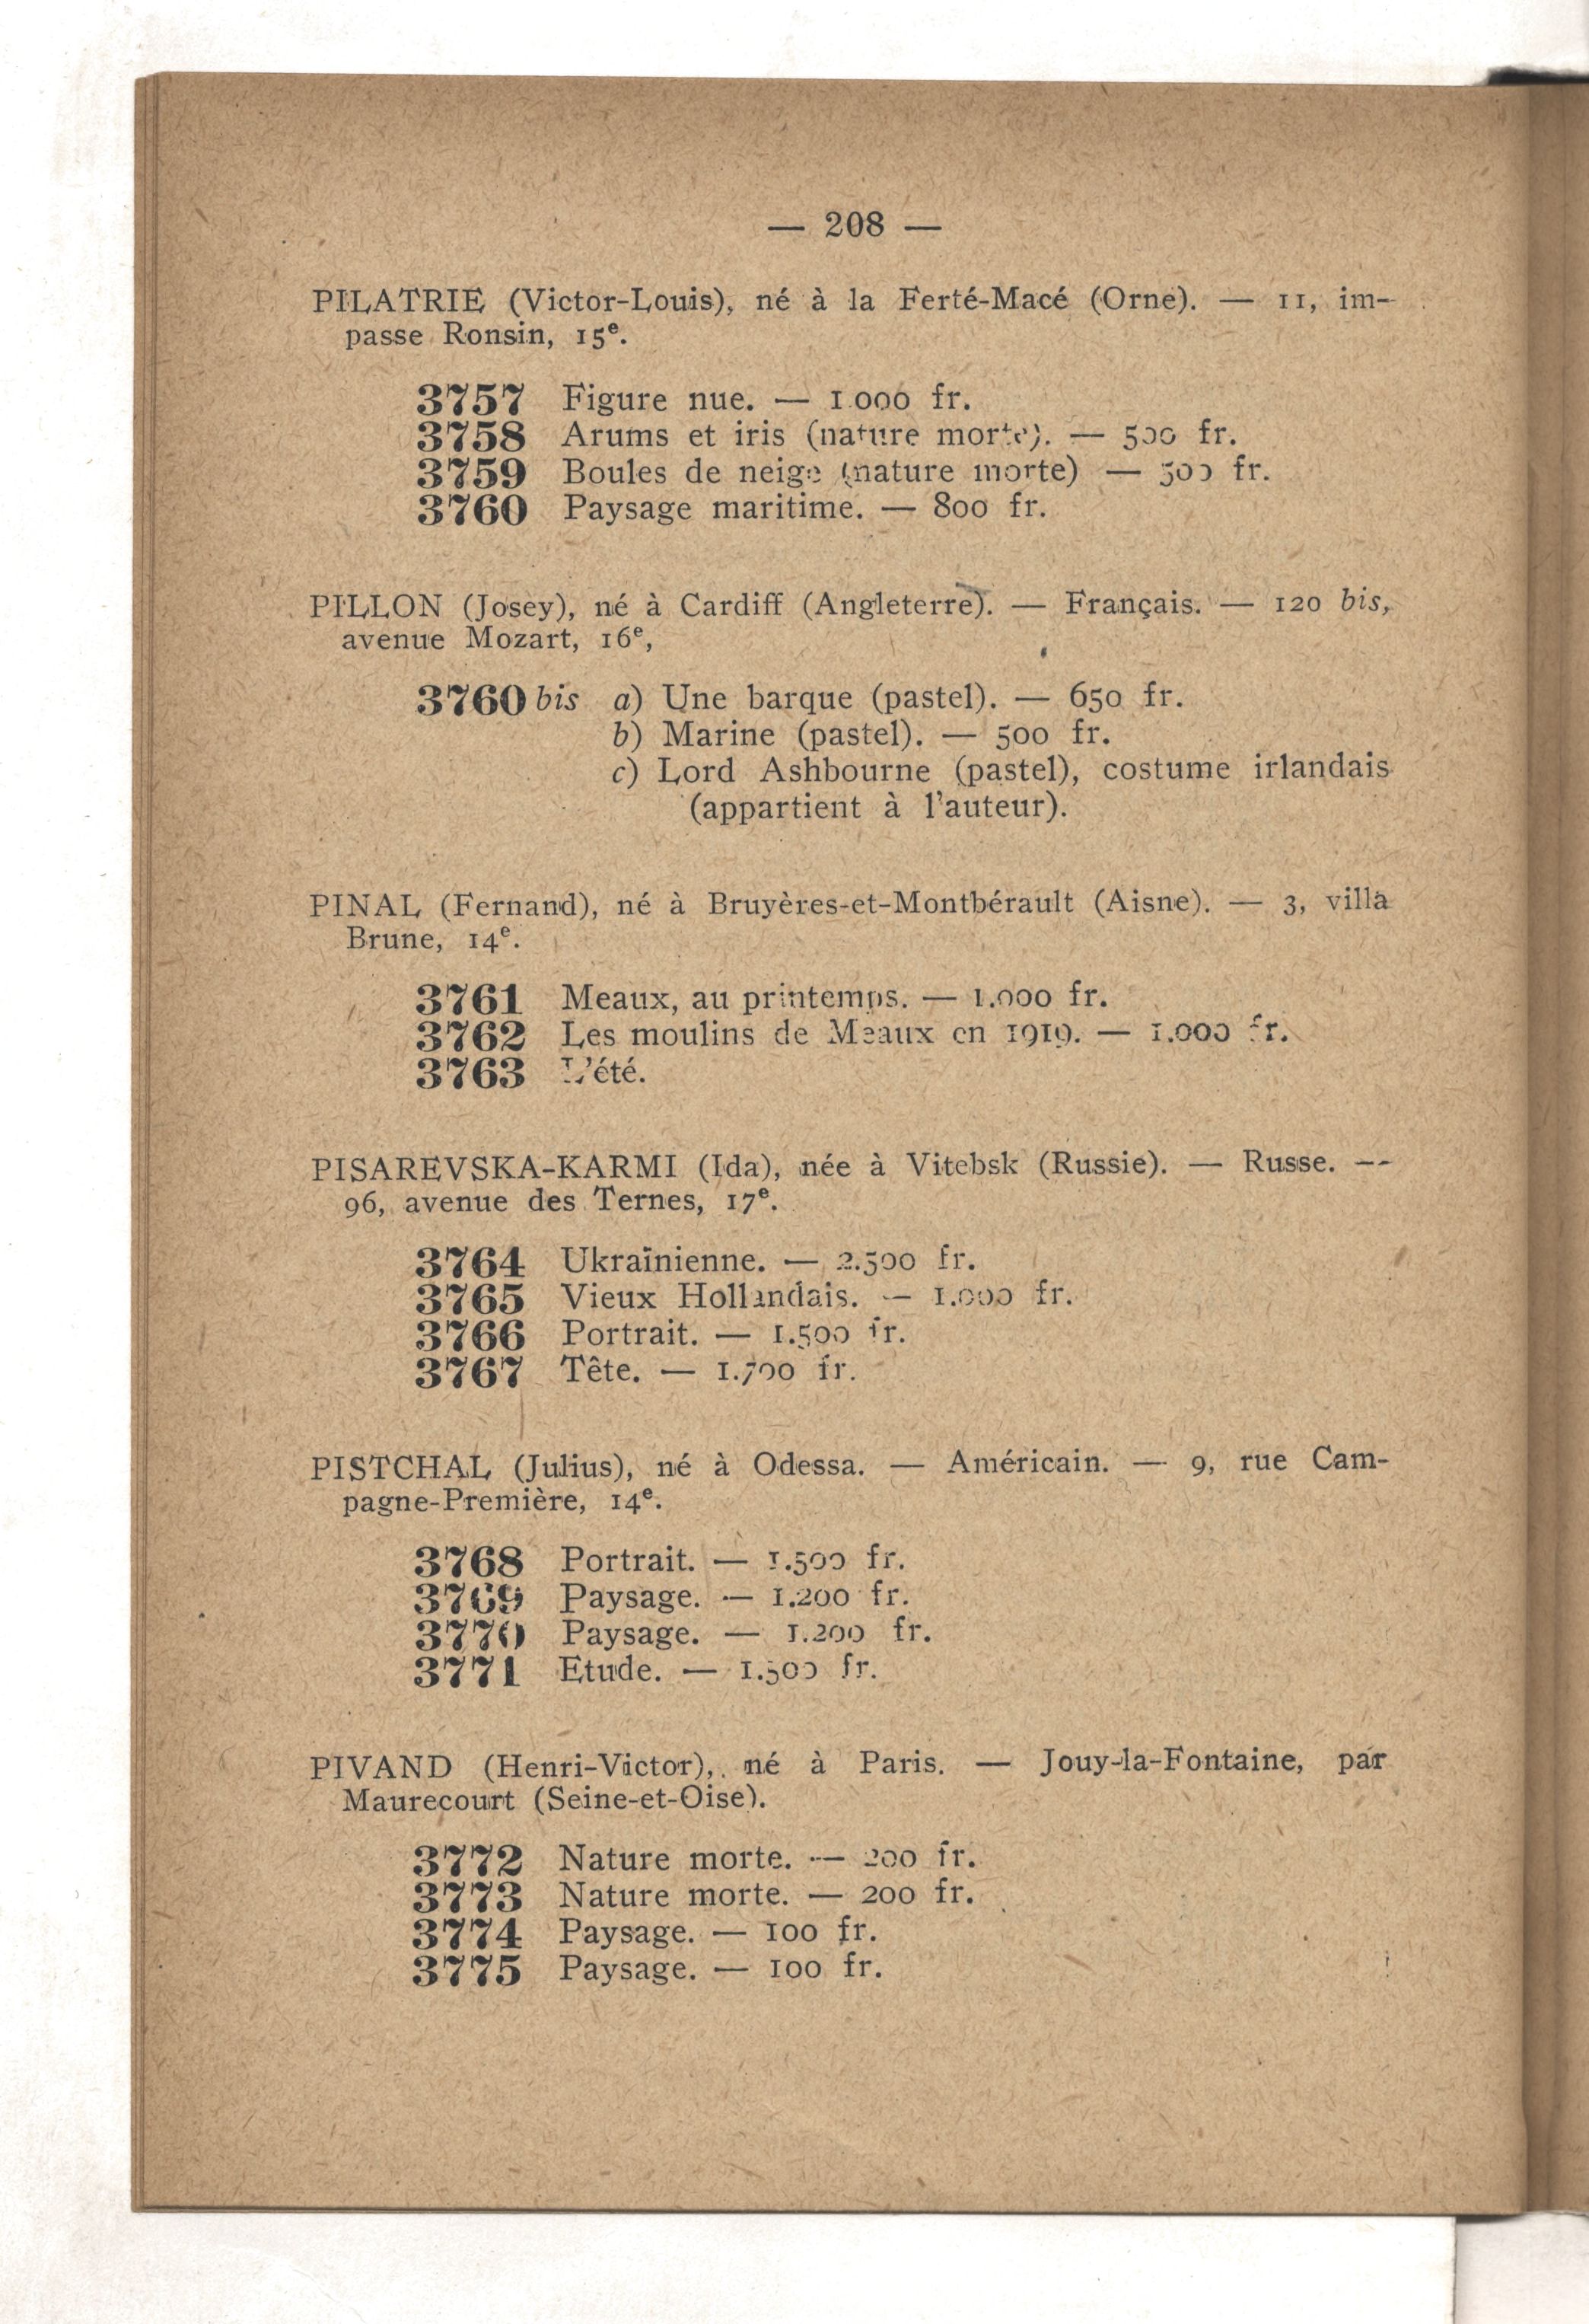 — 208 —
PILATRIE (Victor-Louis), né à la Ferté-Macé (Orne). — 11, im-
passe Ronsin, 15e.
3757 Figure nue. — 1.000 fr.
3758 Arums et iris (nature morte). — 500 fr.
3759 Boules de neige (nature morte) — 500 fr.
3760 Paysage maritime. — 800 fr.
PILLON (Josey), né à Cardiff (Angleterre). — Français. — 120 bis,
avenue Mozart, 16e,
3760 bis a) Une barque (pastel). — 650 fr.
b) Marine (pastel). — 500 fr.
c) Lord Ashbourne (pastel), costume irlandais
(appartient à l'auteur).
PINAL (Fernand), né à Bruyères-et-Montbérault (Aisne). — 3, villa
Brune, 14e.
3761 Meaux, au printemps. — 1.000 fr.
3762 Les moulins de Meaux en 1919. — 1.000 fr.
3763 L'été.
PISAREVSKA-KARMI (Ida), née à Vitebsk (Russie). — Russe. —
96, avenue des Ternes, 17e.
3764 Ukraïnienne. — 2.500 fr.
3765 Vieux Hollandais. — 1.000 fr.
3766 Portrait. — 1.500 fr.
3767 Tête. — 1.700 fr.
PISTCHAL (Julius), né à Odessa. — Américain. — 9, rue Cam-
pagne-Première, 14e.
3768 Portrait. — 1.500 fr.
3769 Paysage. — 1.200 fr.
3770 Paysage. — 1.200 fr.
3771 Etude. — 1.500 fr.
PIVAND (Henri-Victor), né à Paris. — Jouy-la-Fontaine, par
Maurecourt (Seine-et-Oise).
3772 Nature morte. — 200 fr.
3773 Nature morte. — 200 fr.
3774 Paysage. — 100 fr.
3775 Paysage. — 100 fr.